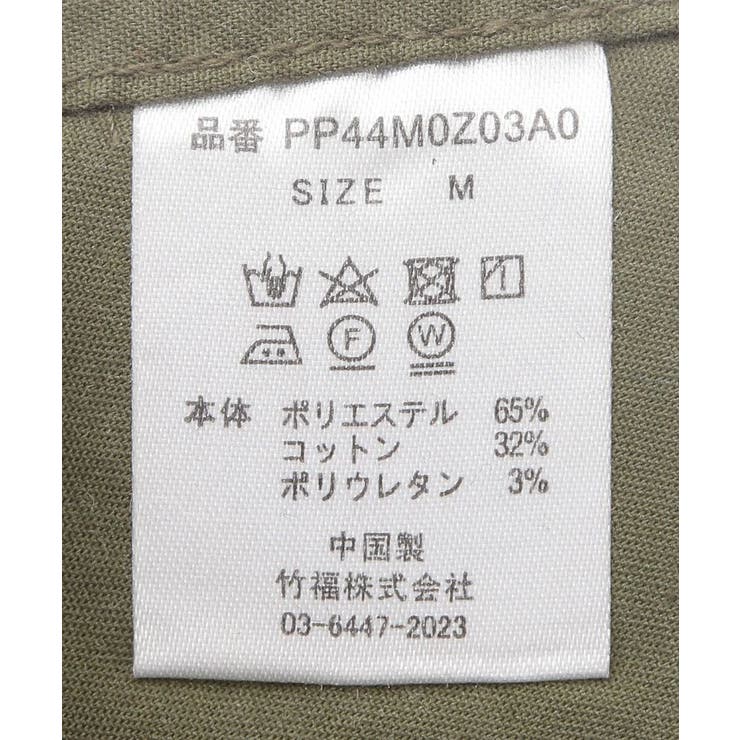 品番 PP44M0Z03A0
SIZE M
F W
本体 ポリエステル 65%
コットン 32%
ポリウレタン 3%
中国製
竹福株式会社
03-6447-2023